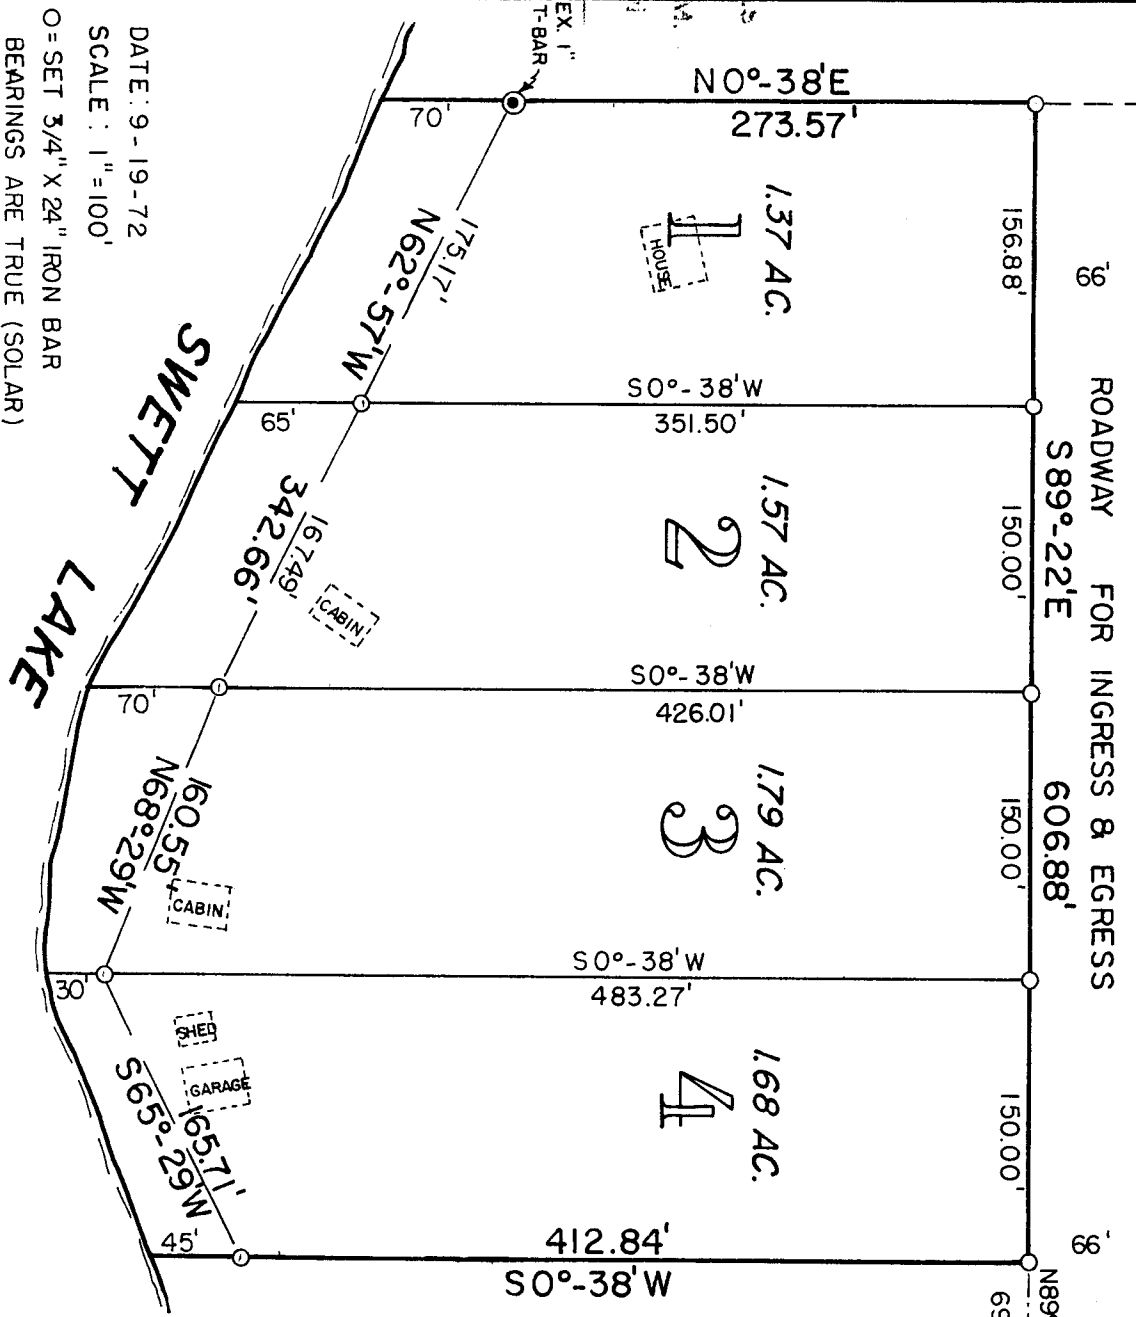 EX. 1"
T-BAR
N 0°-38'E
273.57'
70'
156.88'
66'
ROADWAY FOR INGRESS & EGRESS
S 89°-22'E
606.88'
1.37 AC.
1
HOUSE
175.17'
N62°-57'W
S0°-38'W
351.50'
65'
150.00'
1.57 AC.
2
167.49'
342.66'
CABIN
S0°-38'W
426.01'
70'
150.00'
1.79 AC.
3
160.55
N68°-29'W
CABIN
S0°-38'W
483.27'
30'
150.00'
1.68 AC.
4
SHED
GARAGE
165.71'
S65°-29'W
412.84'
S0°-38'W
45'
66'
N89°
69
SWETT LAKE
DATE: 9-19-72
SCALE: 1"=100'
O=SET 3/4" X 24" IRON BAR
BEARINGS ARE TRUE (SOLAR)